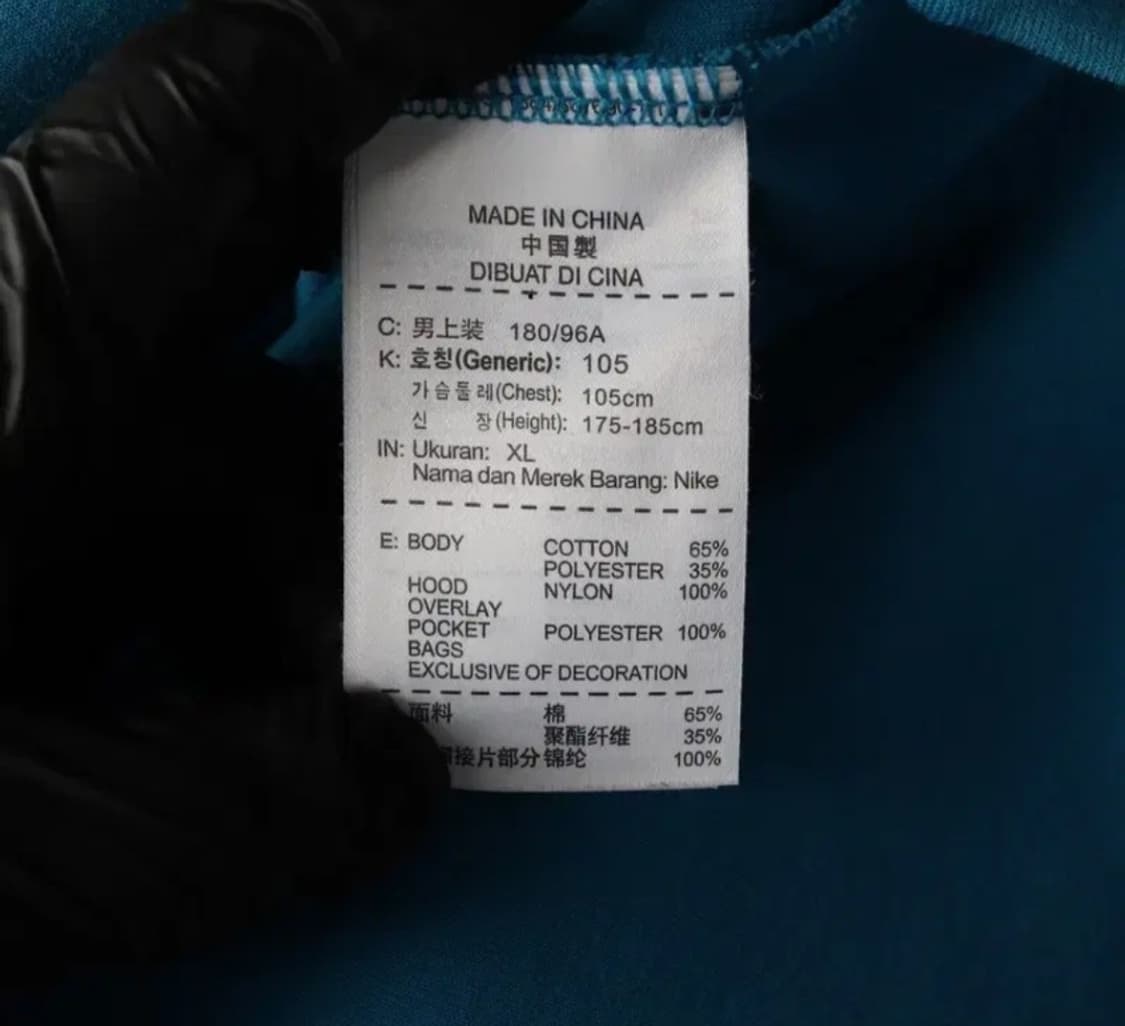 MADE IN CHINA
中国製
DIBUAT DI CINA
C: 男上装 180/96A
K: 호칭(Generic): 105
가슴둘레(Chest): 105cm
신 장(Height): 175-185cm
IN: Ukuran: XL
Nama dan Merek Barang: Nike
E: BODY COTTON 65%
POLYESTER 35%
HOOD NYLON 100%
OVERLAY
POCKET POLYESTER 100%
BAGS
EXCLUSIVE OF DECORATION
面料 棉 65%
聚酯纤维 35%
接片部分 锦纶 100%